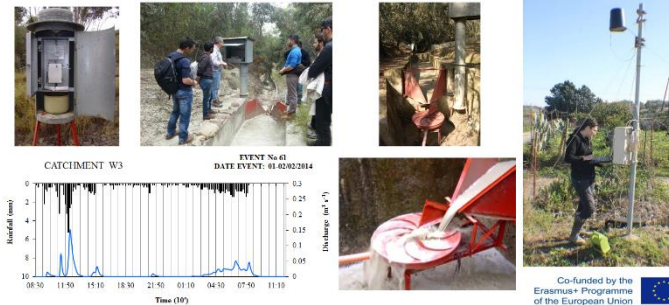 CATCHMENT W3
EVENT No 61
DATE EVENT: 01-02/02/2014
Rainfall (mm)
0
2
4
6
8
10
0.3
0.25
0.2
0.15
0.1
0.05
0
Discharge (m³ s⁻¹)
08:30 11:50 15:10 18:30 21:50 01:10 04:30 07:50 11:10
Time (10')
Co-funded by the
Erasmus+ Programme
of the European Union